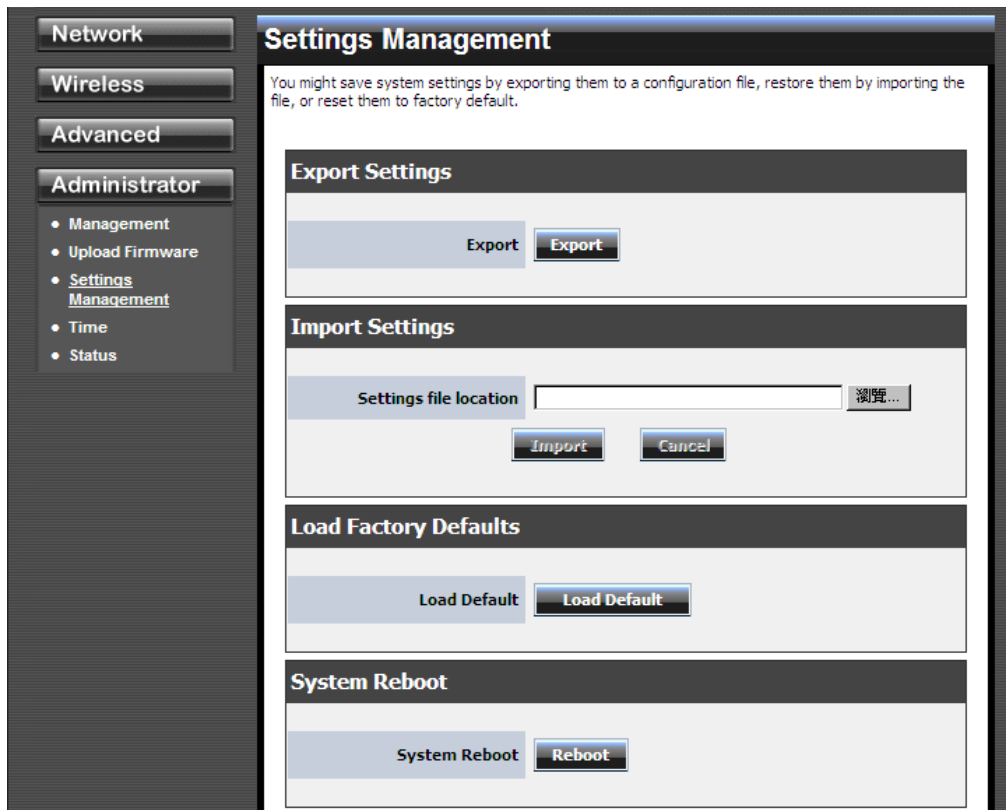 Network
Wireless
Advanced
Administrator
Management
Upload Firmware
Settings
Management
Time
Status
Settings Management
You might save system settings by exporting them to a configuration file, restore them by importing the
file, or reset them to factory default.
Export Settings
Export Export
Import Settings
Settings file location 瀏覽...
Import Cancel
Load Factory Defaults
Load Default Load Default
System Reboot
System Reboot Reboot